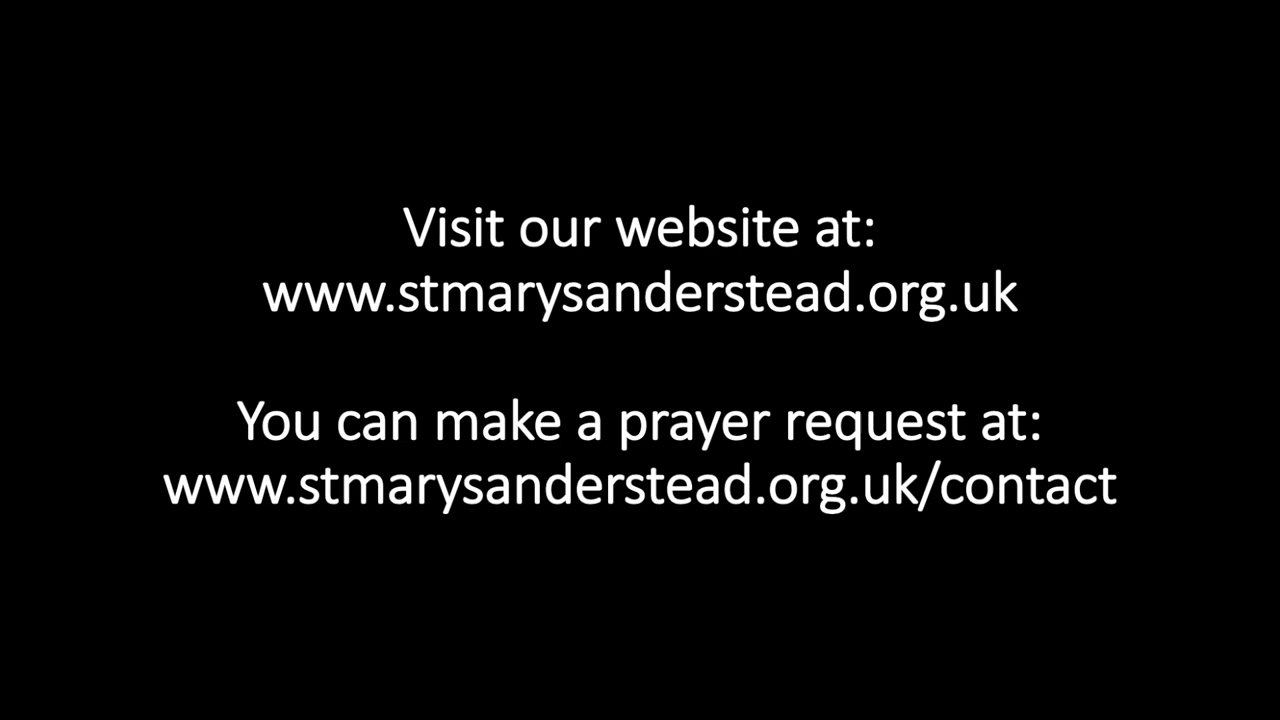 Visit our website at:
www.stmarysanderstead.org.uk
You can make a prayer request at:
www.stmarysanderstead.org.uk/contact